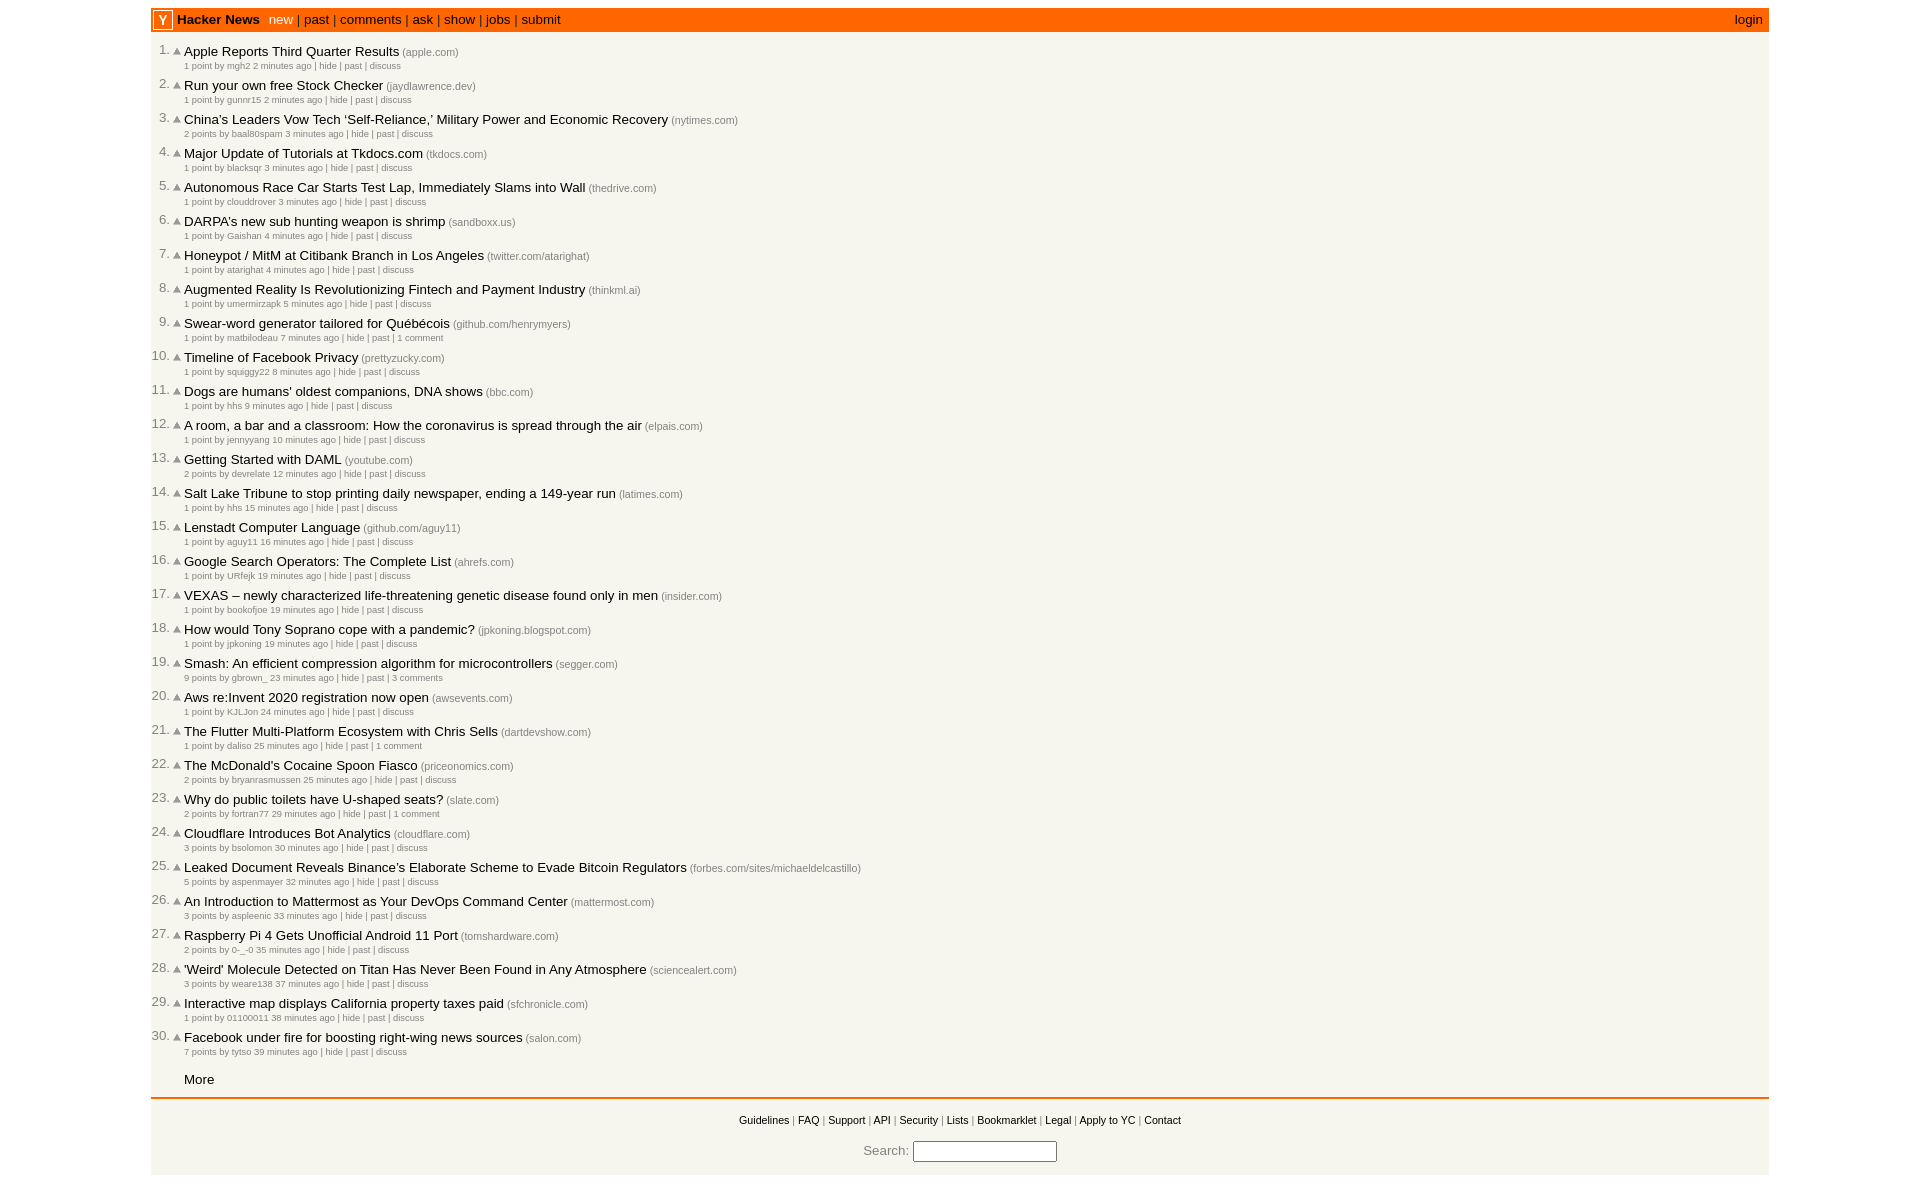 Y Hacker News new | past | comments | ask | show | jobs | submit login
1. Apple Reports Third Quarter Results (apple.com)
1 point by mgh2 2 minutes ago | hide | past | discuss
2. Run your own free Stock Checker (jaydlawrence.dev)
1 point by gunnr15 2 minutes ago | hide | past | discuss
3. China’s Leaders Vow Tech ‘Self-Reliance,’ Military Power and Economic Recovery (nytimes.com)
2 points by baal80spam 3 minutes ago | hide | past | discuss
4. Major Update of Tutorials at Tkdocs.com (tkdocs.com)
1 point by blacksqr 3 minutes ago | hide | past | discuss
5. Autonomous Race Car Starts Test Lap, Immediately Slams into Wall (thedrive.com)
1 point by clouddrover 3 minutes ago | hide | past | discuss
6. DARPA’s new sub hunting weapon is shrimp (sandboxx.us)
1 point by Gaishan 4 minutes ago | hide | past | discuss
7. Honeypot / MitM at Citibank Branch in Los Angeles (twitter.com/atarighat)
1 point by atarighat 4 minutes ago | hide | past | discuss
8. Augmented Reality Is Revolutionizing Fintech and Payment Industry (thinkml.ai)
1 point by umermirzapk 5 minutes ago | hide | past | discuss
9. Swear-word generator tailored for Québécois (github.com/henrymyers)
1 point by matbilodeau 7 minutes ago | hide | past | 1 comment
10. Timeline of Facebook Privacy (prettyzucky.com)
1 point by squiggy22 8 minutes ago | hide | past | discuss
11. Dogs are humans' oldest companions, DNA shows (bbc.com)
1 point by hhs 9 minutes ago | hide | past | discuss
12. A room, a bar and a classroom: How the coronavirus is spread through the air (elpais.com)
1 point by jennyyang 10 minutes ago | hide | past | discuss
13. Getting Started with DAML (youtube.com)
2 points by devrelate 12 minutes ago | hide | past | discuss
14. Salt Lake Tribune to stop printing daily newspaper, ending a 149-year run (latimes.com)
1 point by hhs 15 minutes ago | hide | past | discuss
15. Lenstadt Computer Language (github.com/aguy11)
1 point by aguy11 16 minutes ago | hide | past | discuss
16. Google Search Operators: The Complete List (ahrefs.com)
1 point by URfejk 19 minutes ago | hide | past | discuss
17. VEXAS – newly characterized life-threatening genetic disease found only in men (insider.com)
1 point by bookofjoe 19 minutes ago | hide | past | discuss
18. How would Tony Soprano cope with a pandemic? (jpkoning.blogspot.com)
1 point by jpkoning 19 minutes ago | hide | past | discuss
19. Smash: An efficient compression algorithm for microcontrollers (segger.com)
9 points by gbrown_ 23 minutes ago | hide | past | 3 comments
20. Aws re:Invent 2020 registration now open (awsevents.com)
1 point by KJLJon 24 minutes ago | hide | past | discuss
21. The Flutter Multi-Platform Ecosystem with Chris Sells (dartdevshow.com)
1 point by daliso 25 minutes ago | hide | past | 1 comment
22. The McDonald's Cocaine Spoon Fiasco (priceonomics.com)
2 points by bryanrasmussen 25 minutes ago | hide | past | discuss
23. Why do public toilets have U-shaped seats? (slate.com)
2 points by fortran77 29 minutes ago | hide | past | 1 comment
24. Cloudflare Introduces Bot Analytics (cloudflare.com)
3 points by bsolomon 30 minutes ago | hide | past | discuss
25. Leaked Document Reveals Binance’s Elaborate Scheme to Evade Bitcoin Regulators (forbes.com/sites/michaeldelcastillo)
5 points by aspenmayer 32 minutes ago | hide | past | discuss
26. An Introduction to Mattermost as Your DevOps Command Center (mattermost.com)
3 points by aspleenic 33 minutes ago | hide | past | discuss
27. Raspberry Pi 4 Gets Unofficial Android 11 Port (tomshardware.com)
2 points by 0-_-0 35 minutes ago | hide | past | discuss
28. 'Weird' Molecule Detected on Titan Has Never Been Found in Any Atmosphere (sciencealert.com)
3 points by weare138 37 minutes ago | hide | past | discuss
29. Interactive map displays California property taxes paid (sfchronicle.com)
1 point by 01100011 38 minutes ago | hide | past | discuss
30. Facebook under fire for boosting right-wing news sources (salon.com)
7 points by tytso 39 minutes ago | hide | past | discuss
More
Guidelines | FAQ | Support | API | Security | Lists | Bookmarklet | Legal | Apply to YC | Contact
Search: